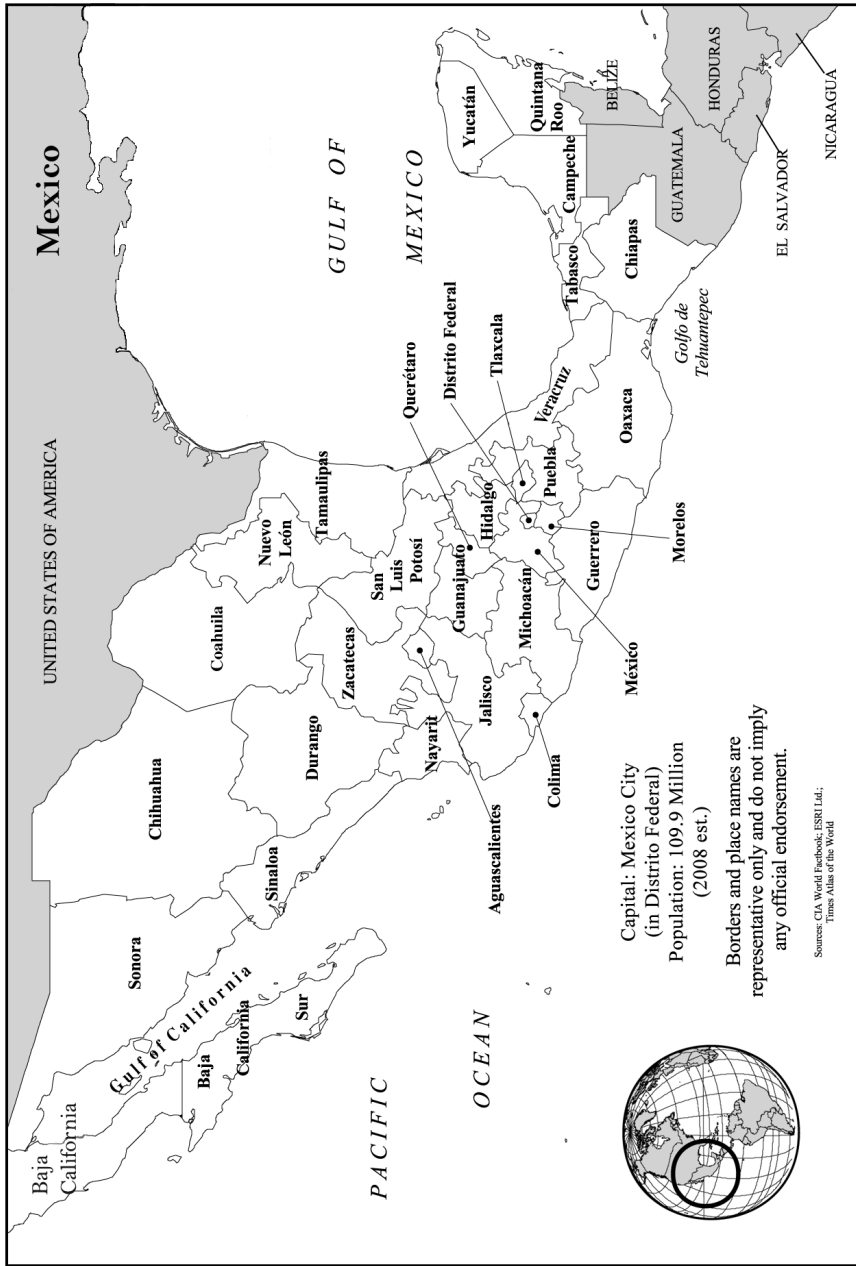 Mexico
UNITED STATES OF AMERICA
Baja
California
Sonora
Chihuahua
Coahuila
Nuevo
León
Tamaulipas
Gulf of California
Baja
California
Sur
Sinaloa
Durango
Zacatecas
San
Luis
Potosí
Nayarit
Aguascalientes
Jalisco
Guanajuato
Querétaro
Hidalgo
Distrito Federal
Tlaxcala
Colima
Michoacán
México
Morelos
Puebla
Veracruz
Guerrero
Oaxaca
Tabasco
Chiapas
Campeche
Yucatán
Quintana
Roo
GULF OF
MEXICO
PACIFIC
OCEAN
Golfo de
Tehuantepec
BELIZE
GUATEMALA
HONDURAS
EL SALVADOR
NICARAGUA
Capital: Mexico City
(in Distrito Federal)
Population: 109.9 Million
(2008 est.)
Borders and place names are
representative only and do not imply
any official endorsement.
Sources: CIA World Factbook; ESRI Ltd.;
Times Atlas of the World